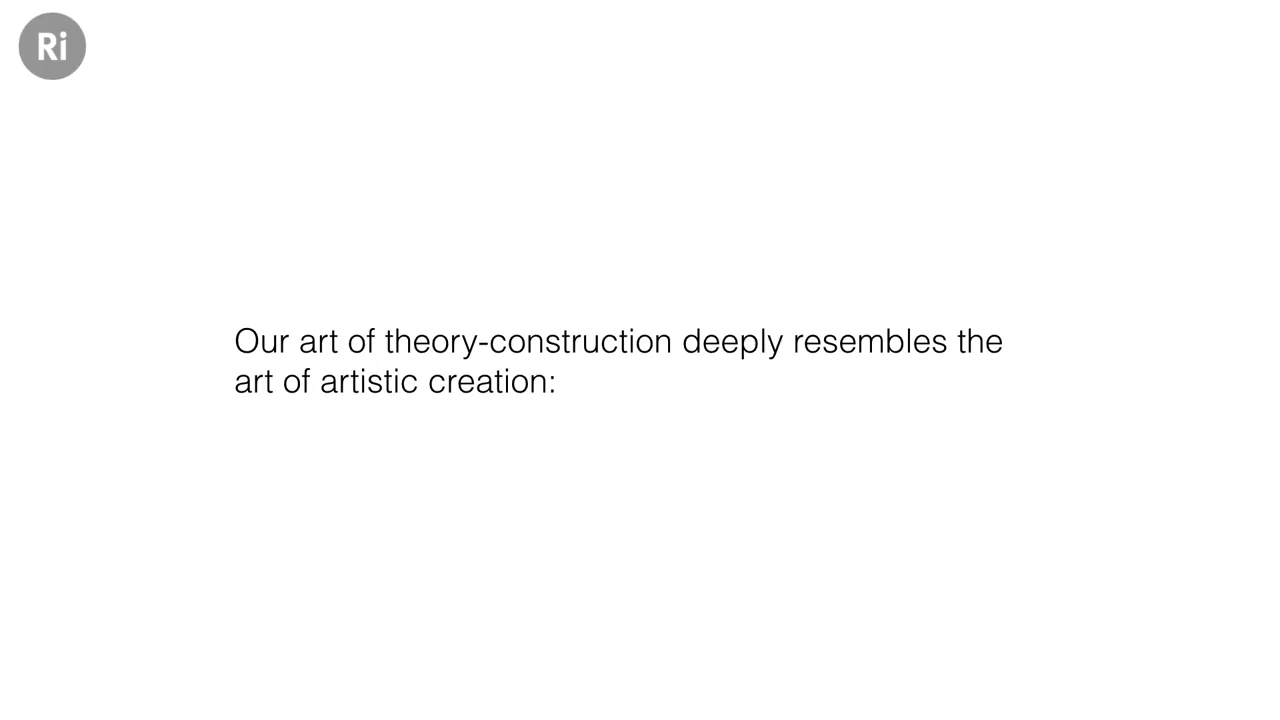 Ri
Our art of theory-construction deeply resembles the
art of artistic creation: